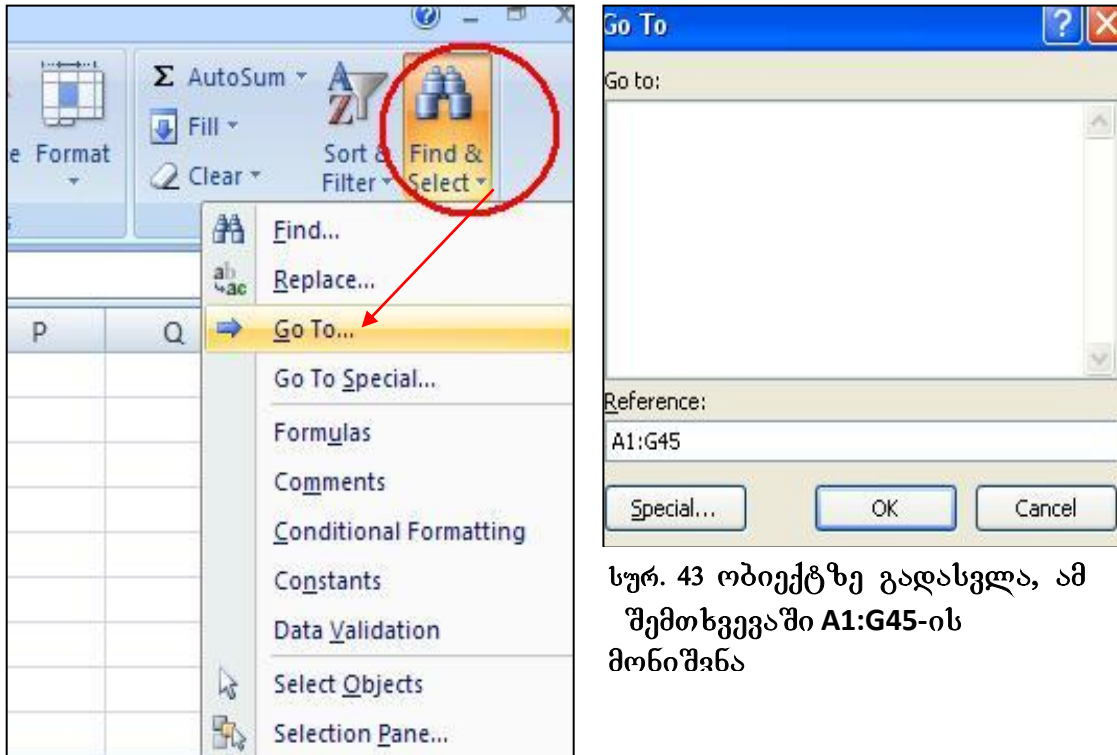 Σ AutoSum
Fill
Clear
Format
Sort &
Filter
Find &
Select
Find...
Replace...
Go To...
Go To Special...
Formulas
Comments
Conditional Formatting
Constants
Data Validation
Select Objects
Selection Pane...
P Q
Go To
Go to:
Reference:
A1:G45
Special... OK Cancel
სურ. 43 ობიექტზე გადასვლა, ამ
შემთხვევაში A1:G45-ის
მონიშვნა